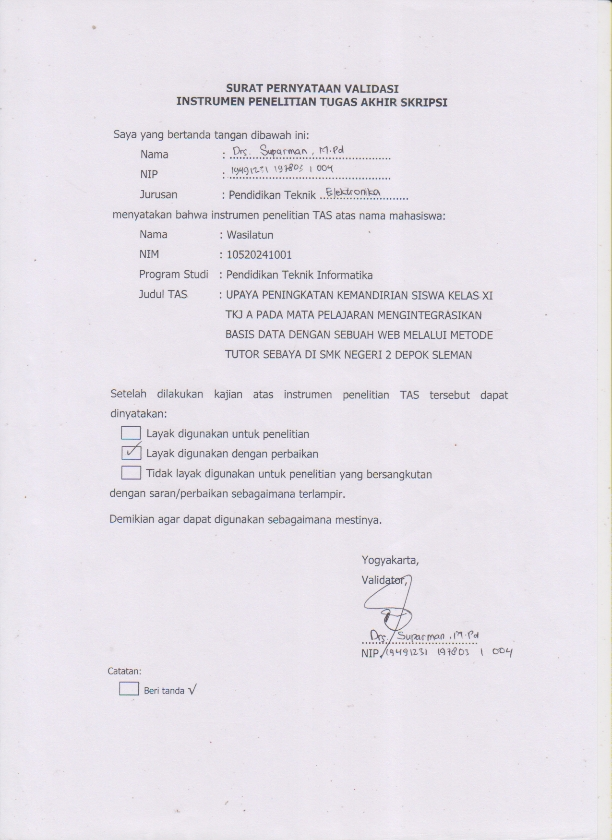 SURAT PERNYATAAN VALIDASI
INSTRUMEN PENELITIAN TUGAS AKHIR SKRIPSI
Saya yang bertanda tangan dibawah ini:
Nama : Drs. Suparman, M.Pd
NIP : 19491231 197803 1 004
Jurusan : Pendidikan Teknik Elektronika
menyatakan bahwa instrumen penelitian TAS atas nama mahasiswa:
Nama : Wasilatun
NIM : 10520241001
Program Studi : Pendidikan Teknik Informatika
Judul TAS : UPAYA PENINGKATAN KEMANDIRIAN SISWA KELAS XI
TKJ A PADA MATA PELAJARAN MENGINTEGRASIKAN
BASIS DATA DENGAN SEBUAH WEB MELALUI METODE
TUTOR SEBAYA DI SMK NEGERI 2 DEPOK SLEMAN
Setelah dilakukan kajian atas instrumen penelitian TAS tersebut dapat
dinyatakan:
Layak digunakan untuk penelitian
✓ Layak digunakan dengan perbaikan
Tidak layak digunakan untuk penelitian yang bersangkutan
dengan saran/perbaikan sebagaimana terlampir.
Demikian agar dapat digunakan sebagaimana mestinya.
Yogyakarta,
Validator,
Drs. Suparman, M.Pd
NIP. 19491231 197803 1 004
Catatan:
Beri tanda √